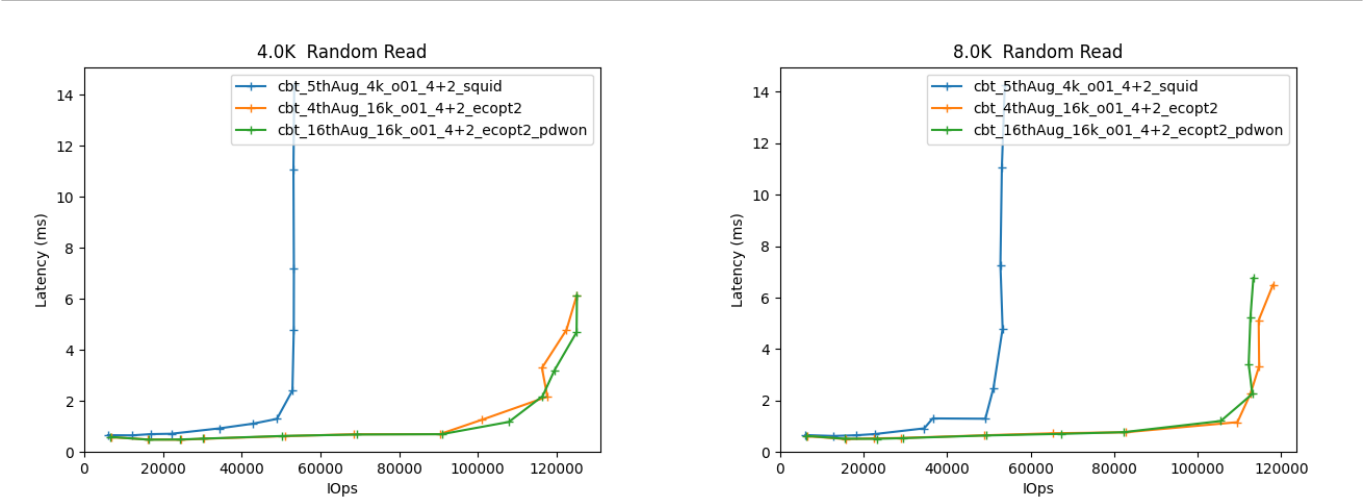 4.0K  Random Read
14
12
10
8
6
4
2
0
Latency (ms)
cbt_5thAug_4k_o01_4+2_squid
cbt_4thAug_16k_o01_4+2_ecopt2
cbt_16thAug_16k_o01_4+2_ecopt2_pdwon
0 20000 40000 60000 80000 100000 120000
IOps
8.0K  Random Read
14
12
10
8
6
4
2
0
Latency (ms)
cbt_5thAug_4k_o01_4+2_squid
cbt_4thAug_16k_o01_4+2_ecopt2
cbt_16thAug_16k_o01_4+2_ecopt2_pdwon
0 20000 40000 60000 80000 100000 120000
IOps